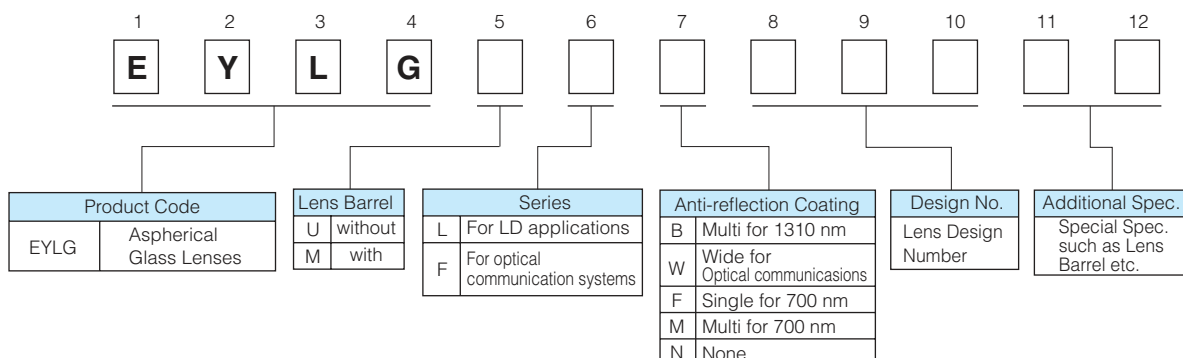 1 2 3 4 5 6 7 8 9 10 11 12
E Y L G
Product Code
EYLG Aspherical
Glass Lenses
Lens Barrel
U without
M with
Series
L For LD applications
F For optical
communication systems
Anti-reflection Coating
B Multi for 1310 nm
W Wide for
Optical communicasions
F Single for 700 nm
M Multi for 700 nm
N None
Design No.
Lens Design
Number
Additional Spec.
Special Spec.
such as Lens
Barrel etc.